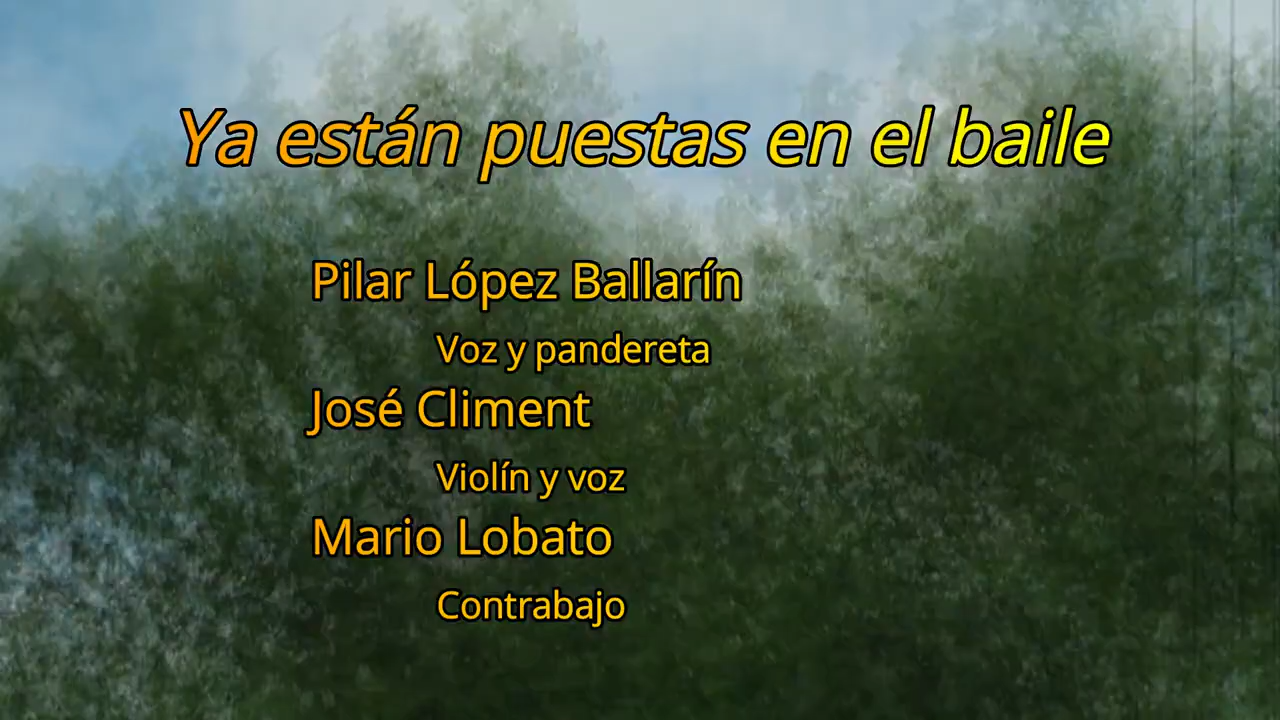 Ya están puestas en el baile
Pilar López Ballarín
Voz y pandereta
José Climent
Violín y voz
Mario Lobato
Contrabajo